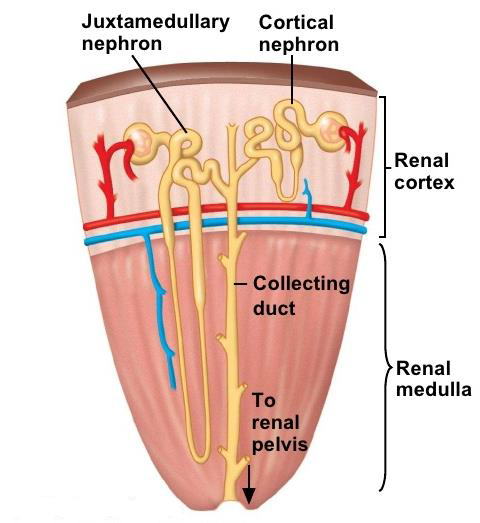 Juxtamedullary
nephron
Cortical
nephron
Renal
cortex
Collecting
duct
Renal
medulla
To
renal
pelvis